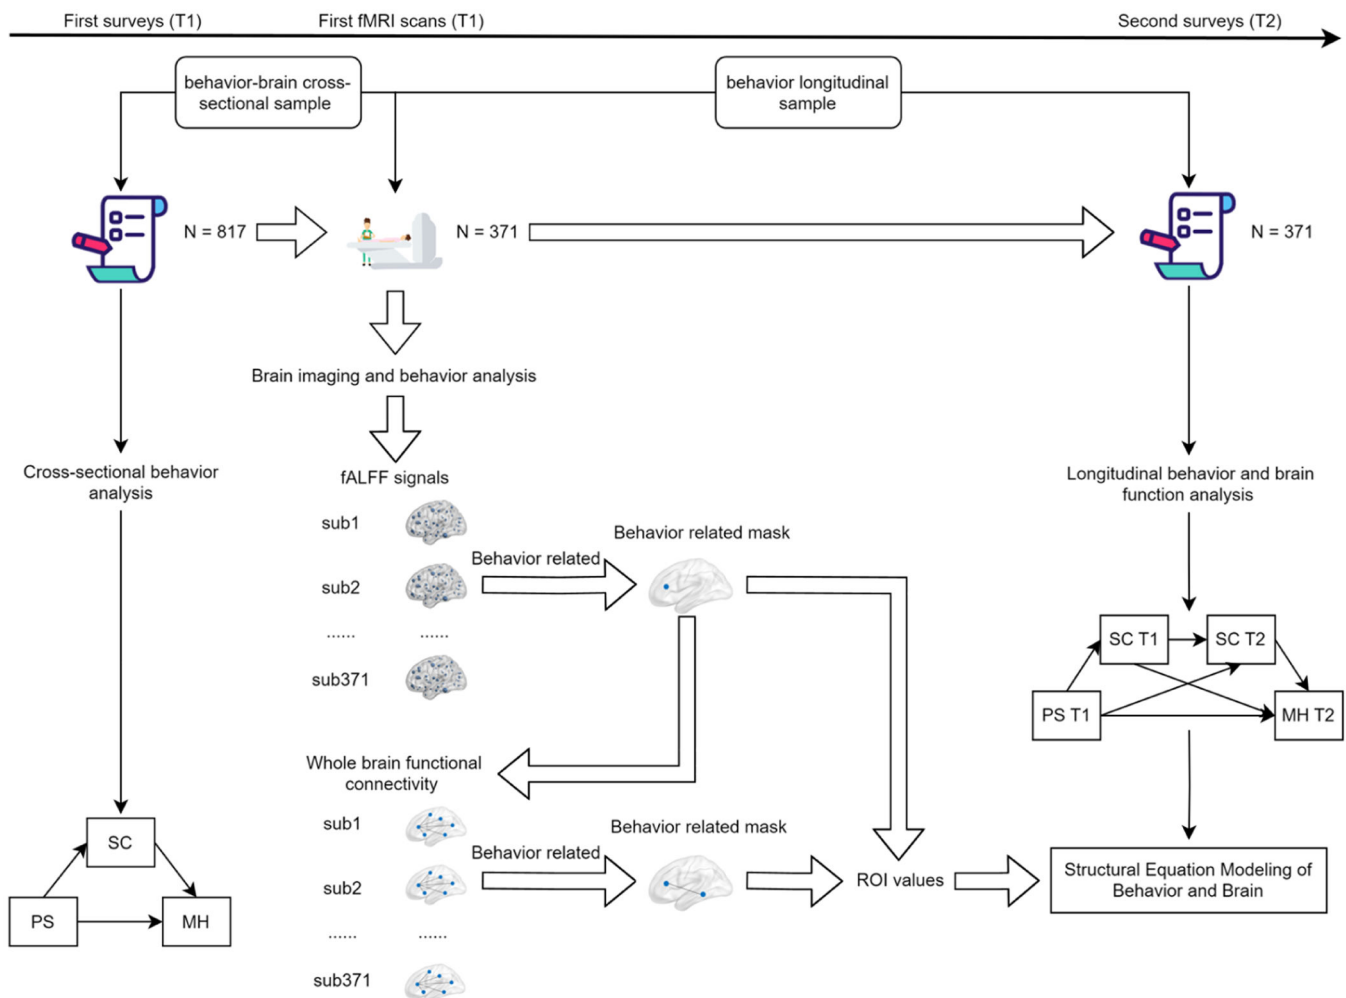 First surveys (T1)
First fMRI scans (T1)
Second surveys (T2)
behavior-brain cross-
sectional sample
behavior longitudinal
sample
N = 817
N = 371
N = 371
Brain imaging and behavior analysis
Cross-sectional behavior
analysis
fALFF signals
Longitudinal behavior and brain
function analysis
sub1
Behavior related mask
Behavior related
sub2
...... ......
sub371
SC T1
SC T2
PS T1
MH T2
Whole brain functional
connectivity
sub1
Behavior related mask
SC
Behavior related
sub2
ROI values
Structural Equation Modeling of
Behavior and Brain
PS
MH
...... ......
sub371